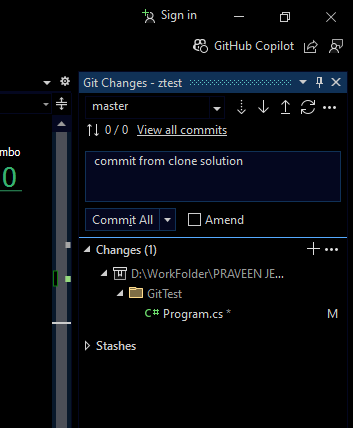 Sign in
GitHub Copilot
Git Changes - ztest
master
0 / 0 View all commits
mbo
0
commit from clone solution
Commit All
Amend
Changes (1)
D:\WorkFolder\PRAVEEN JE...
GitTest
C# Program.cs * M
Stashes